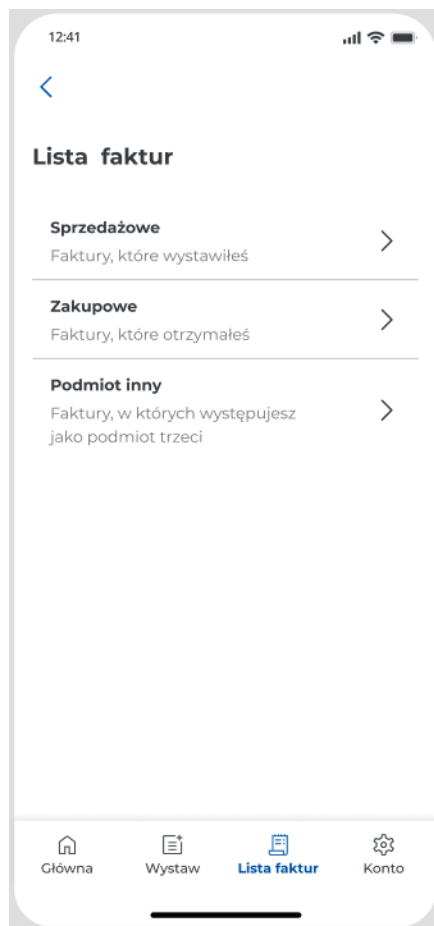 12:41
Lista faktur
Sprzedażowe
Faktury, które wystawiłeś
Zakupowe
Faktury, które otrzymałeś
Podmiot inny
Faktury, w których występujesz
jako podmiot trzeci
Główna
Wystaw
Lista faktur
Konto